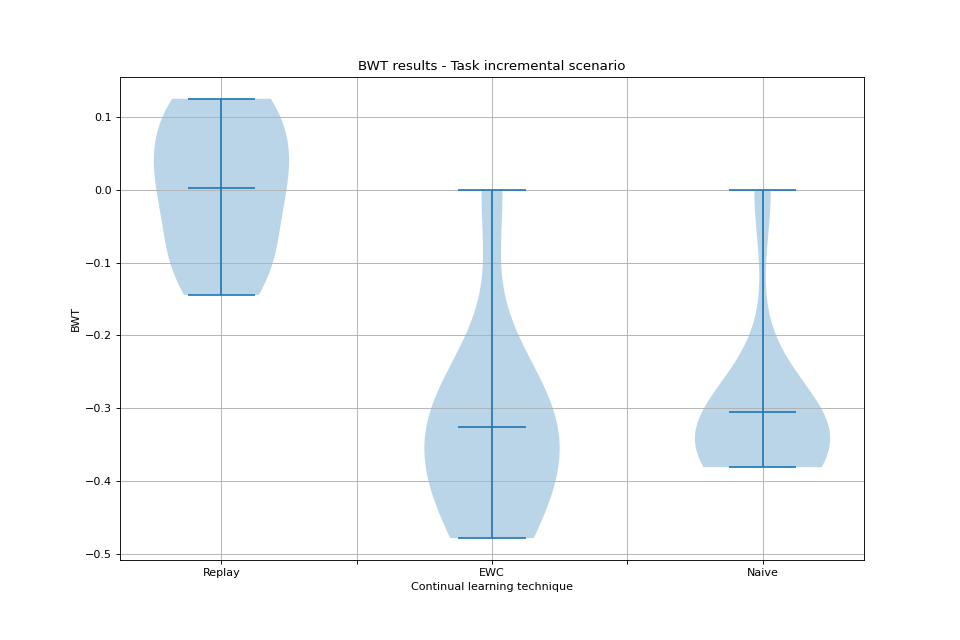 BWT results - Task incremental scenario
0.1
0.0
−0.1
−0.2
−0.3
−0.4
−0.5
BWT
Replay EWC Naive
Continual learning technique